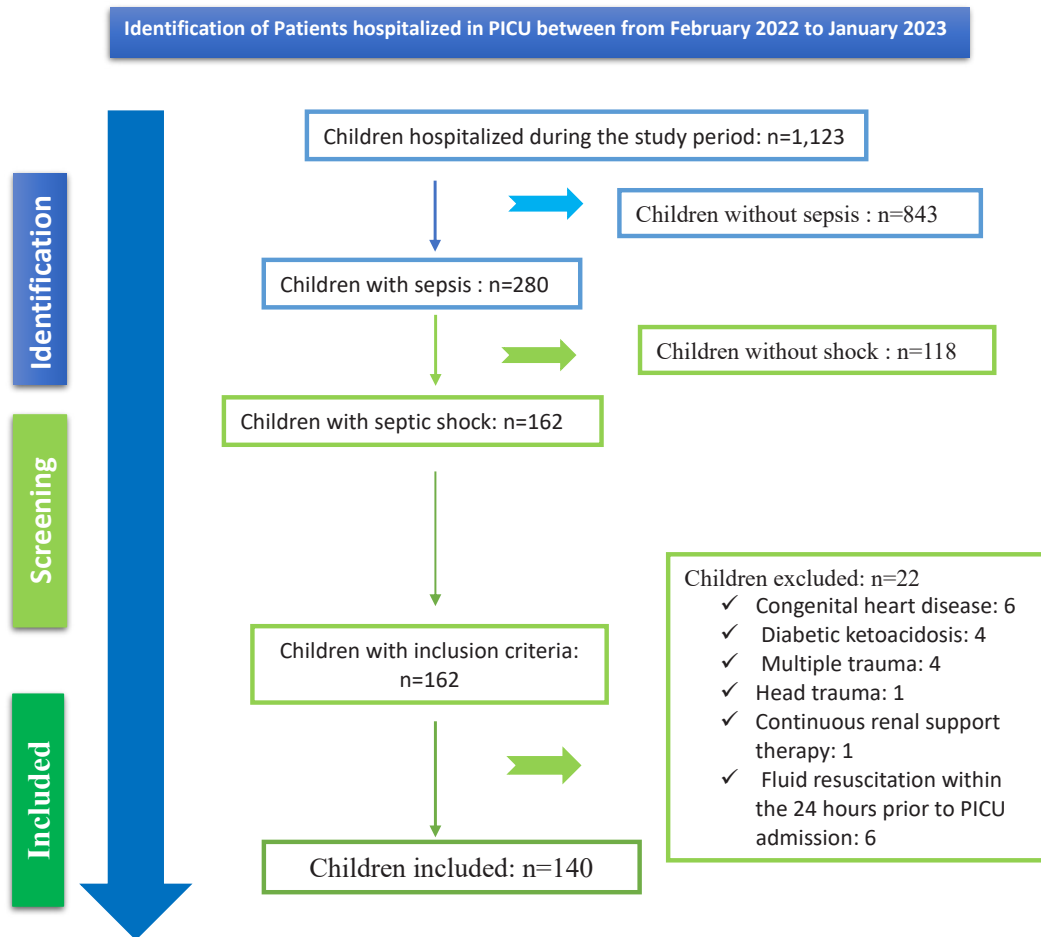 Identification of Patients hospitalized in PICU between from February 2022 to January 2023
Children hospitalized during the study period: n=1,123
Identification
Children without sepsis : n=843
Children with sepsis : n=280
Children without shock : n=118
Children with septic shock: n=162
Screening
Children with inclusion criteria:
n=162
Children excluded: n=22
✓ Congenital heart disease: 6
✓ Diabetic ketoacidosis: 4
✓ Multiple trauma: 4
✓ Head trauma: 1
✓ Continuous renal support
therapy: 1
✓ Fluid resuscitation within
the 24 hours prior to PICU
admission: 6
Included
Children included: n=140